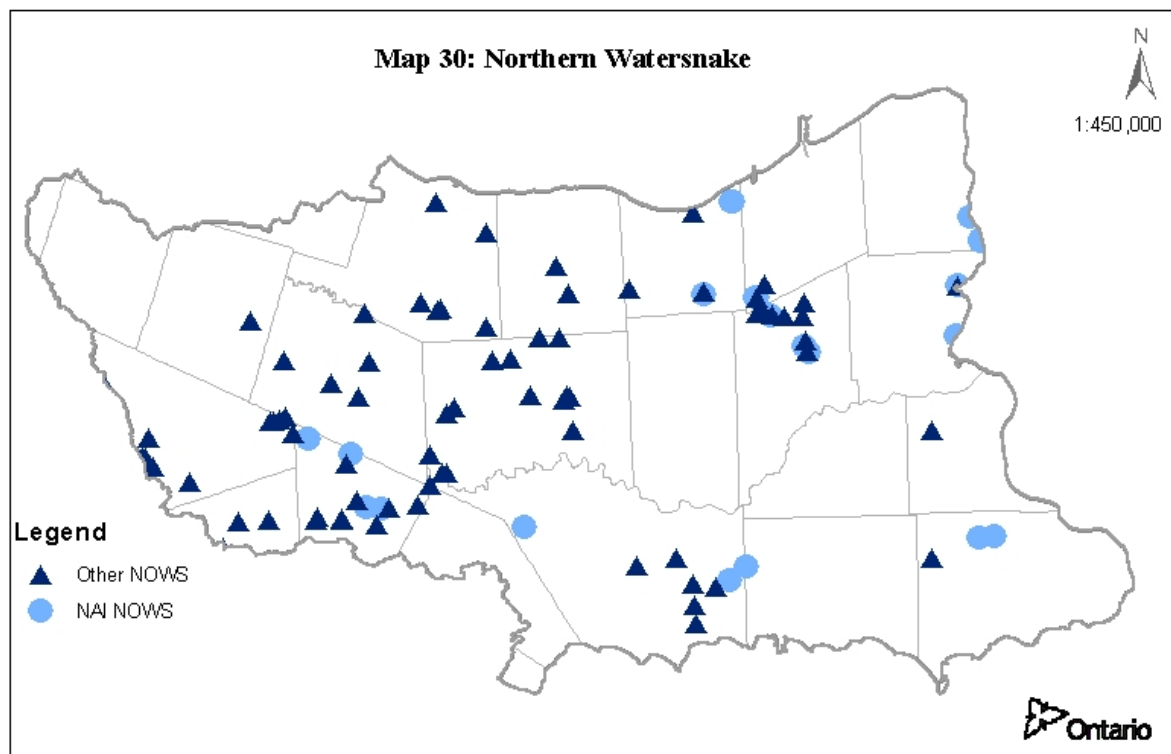 Map 30: Northern Watersnake
N
1:450,000
Legend
Other NOWS
NAI NOWS
Ontario